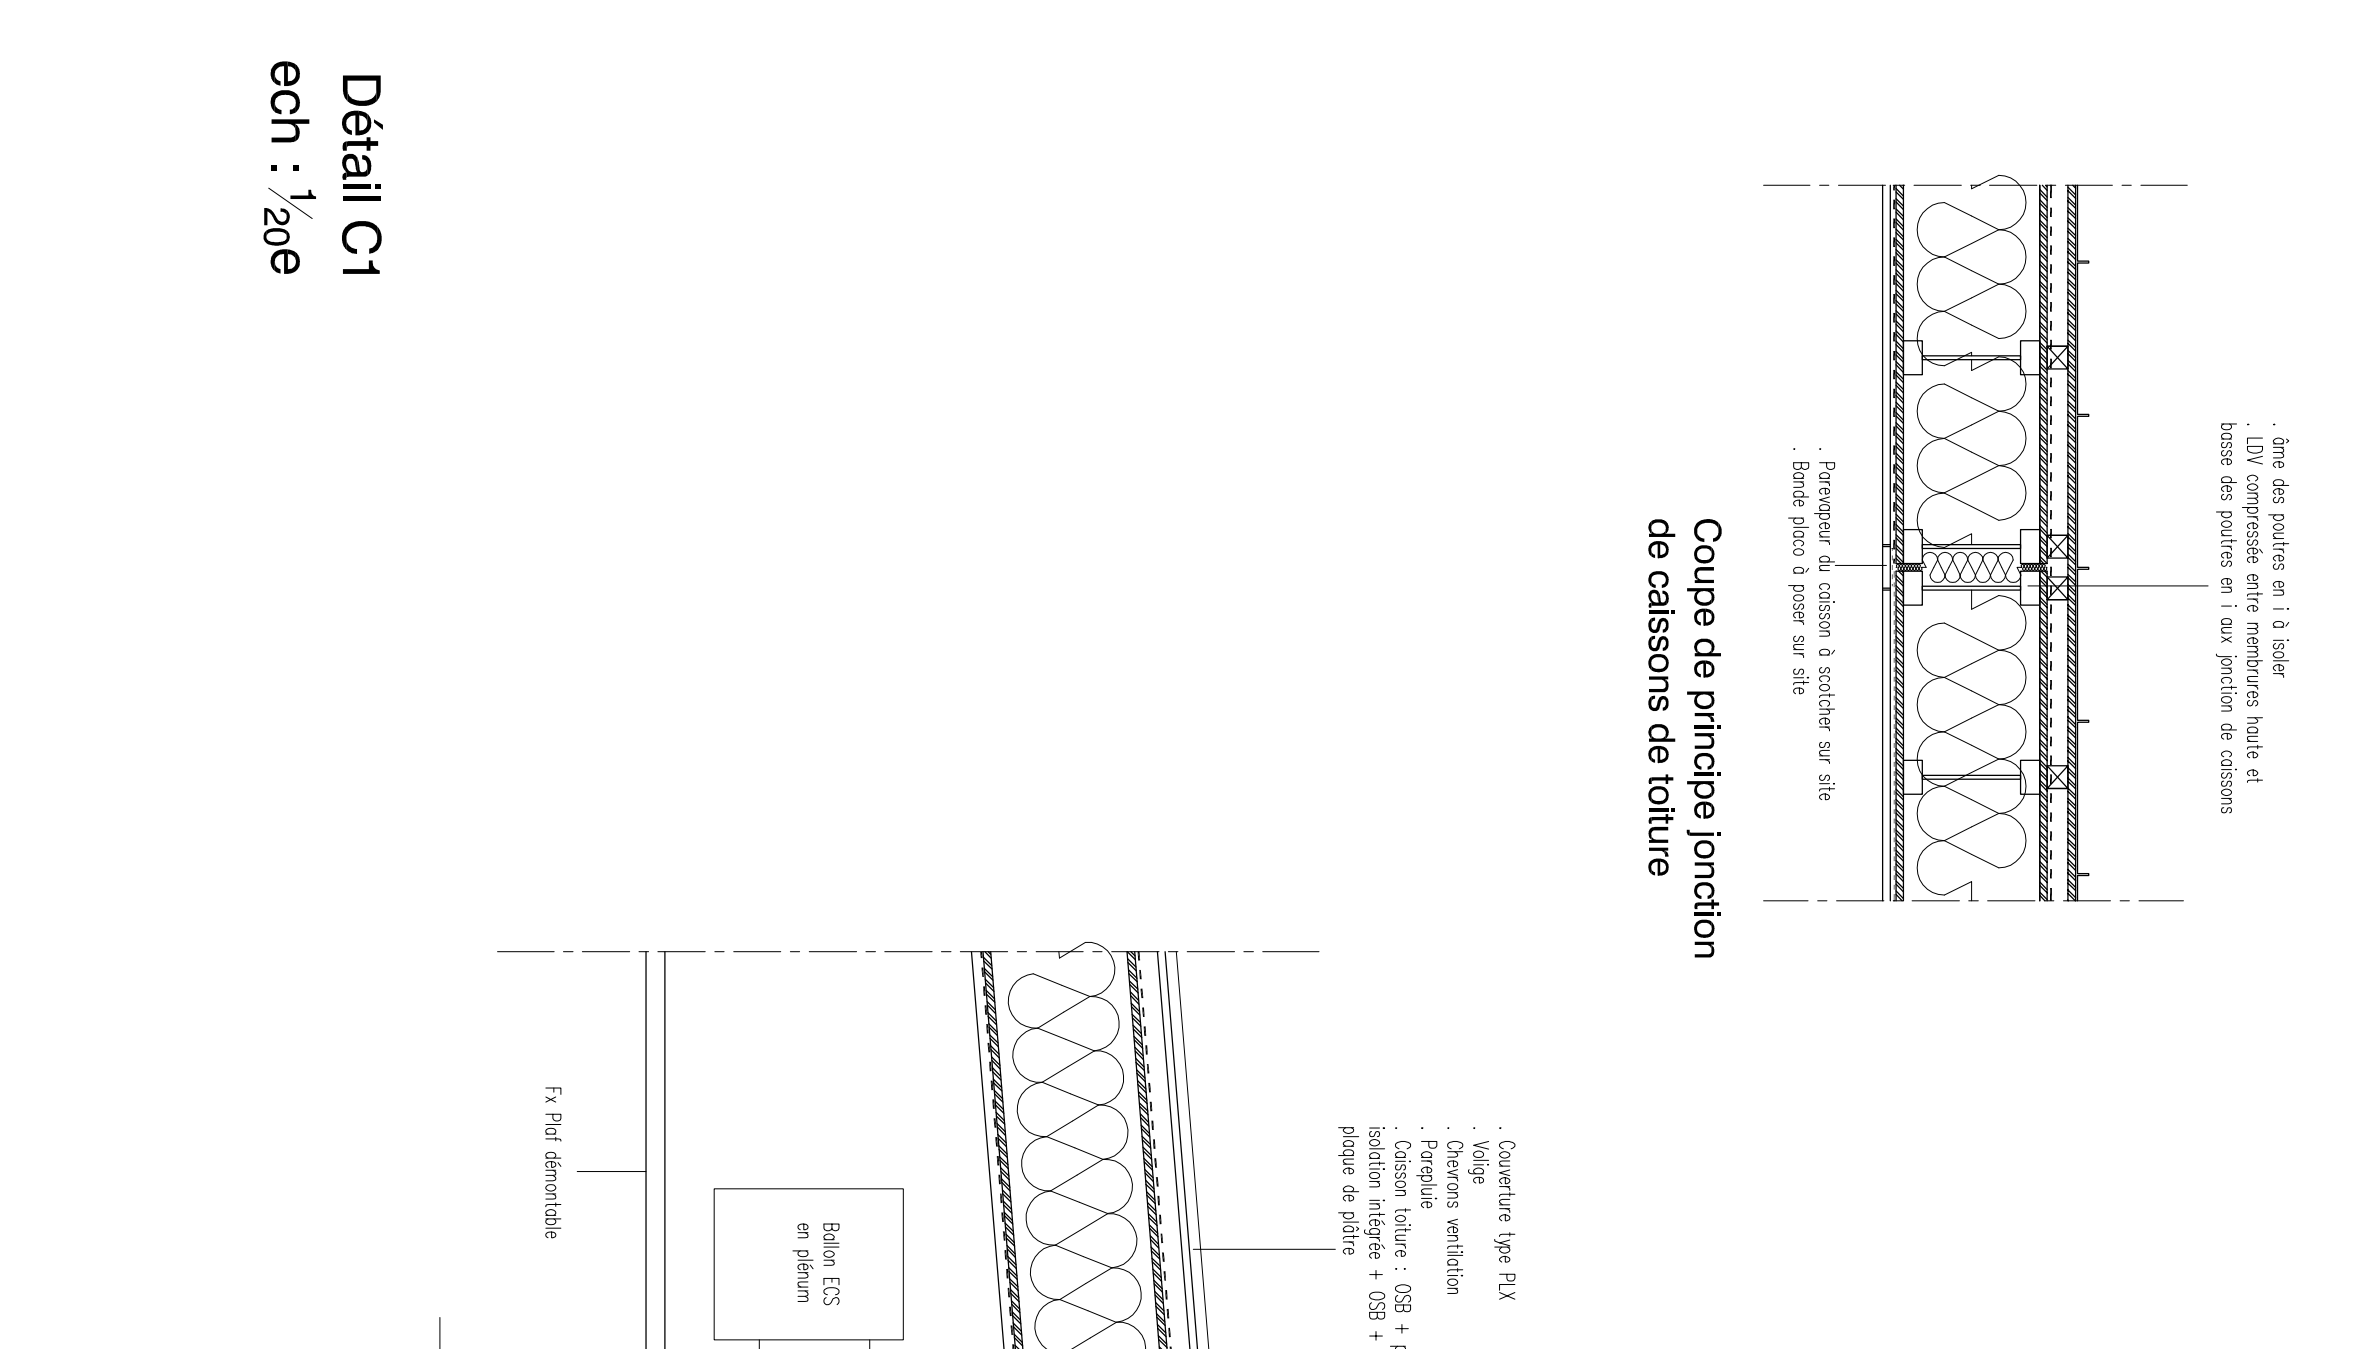 . âme des poutres en i à isoler
. LDV compressée entre membrures haute et
basse des poutres en i aux jonction de caissons
. Parevapeur du caisson à scotcher sur site
. Bande placo à poser sur site
Coupe de principe jonction
de caissons de toiture
Détail C1
ech : 1/20e
. Couverture type PLX
. Volige
. Chevrons ventilation
. Parepluie
. Caisson toiture : OSB +
isolation intégrée + OSB +
plaque de plâtre
Ballon ECS
en plénum
Fx Plaf démontable